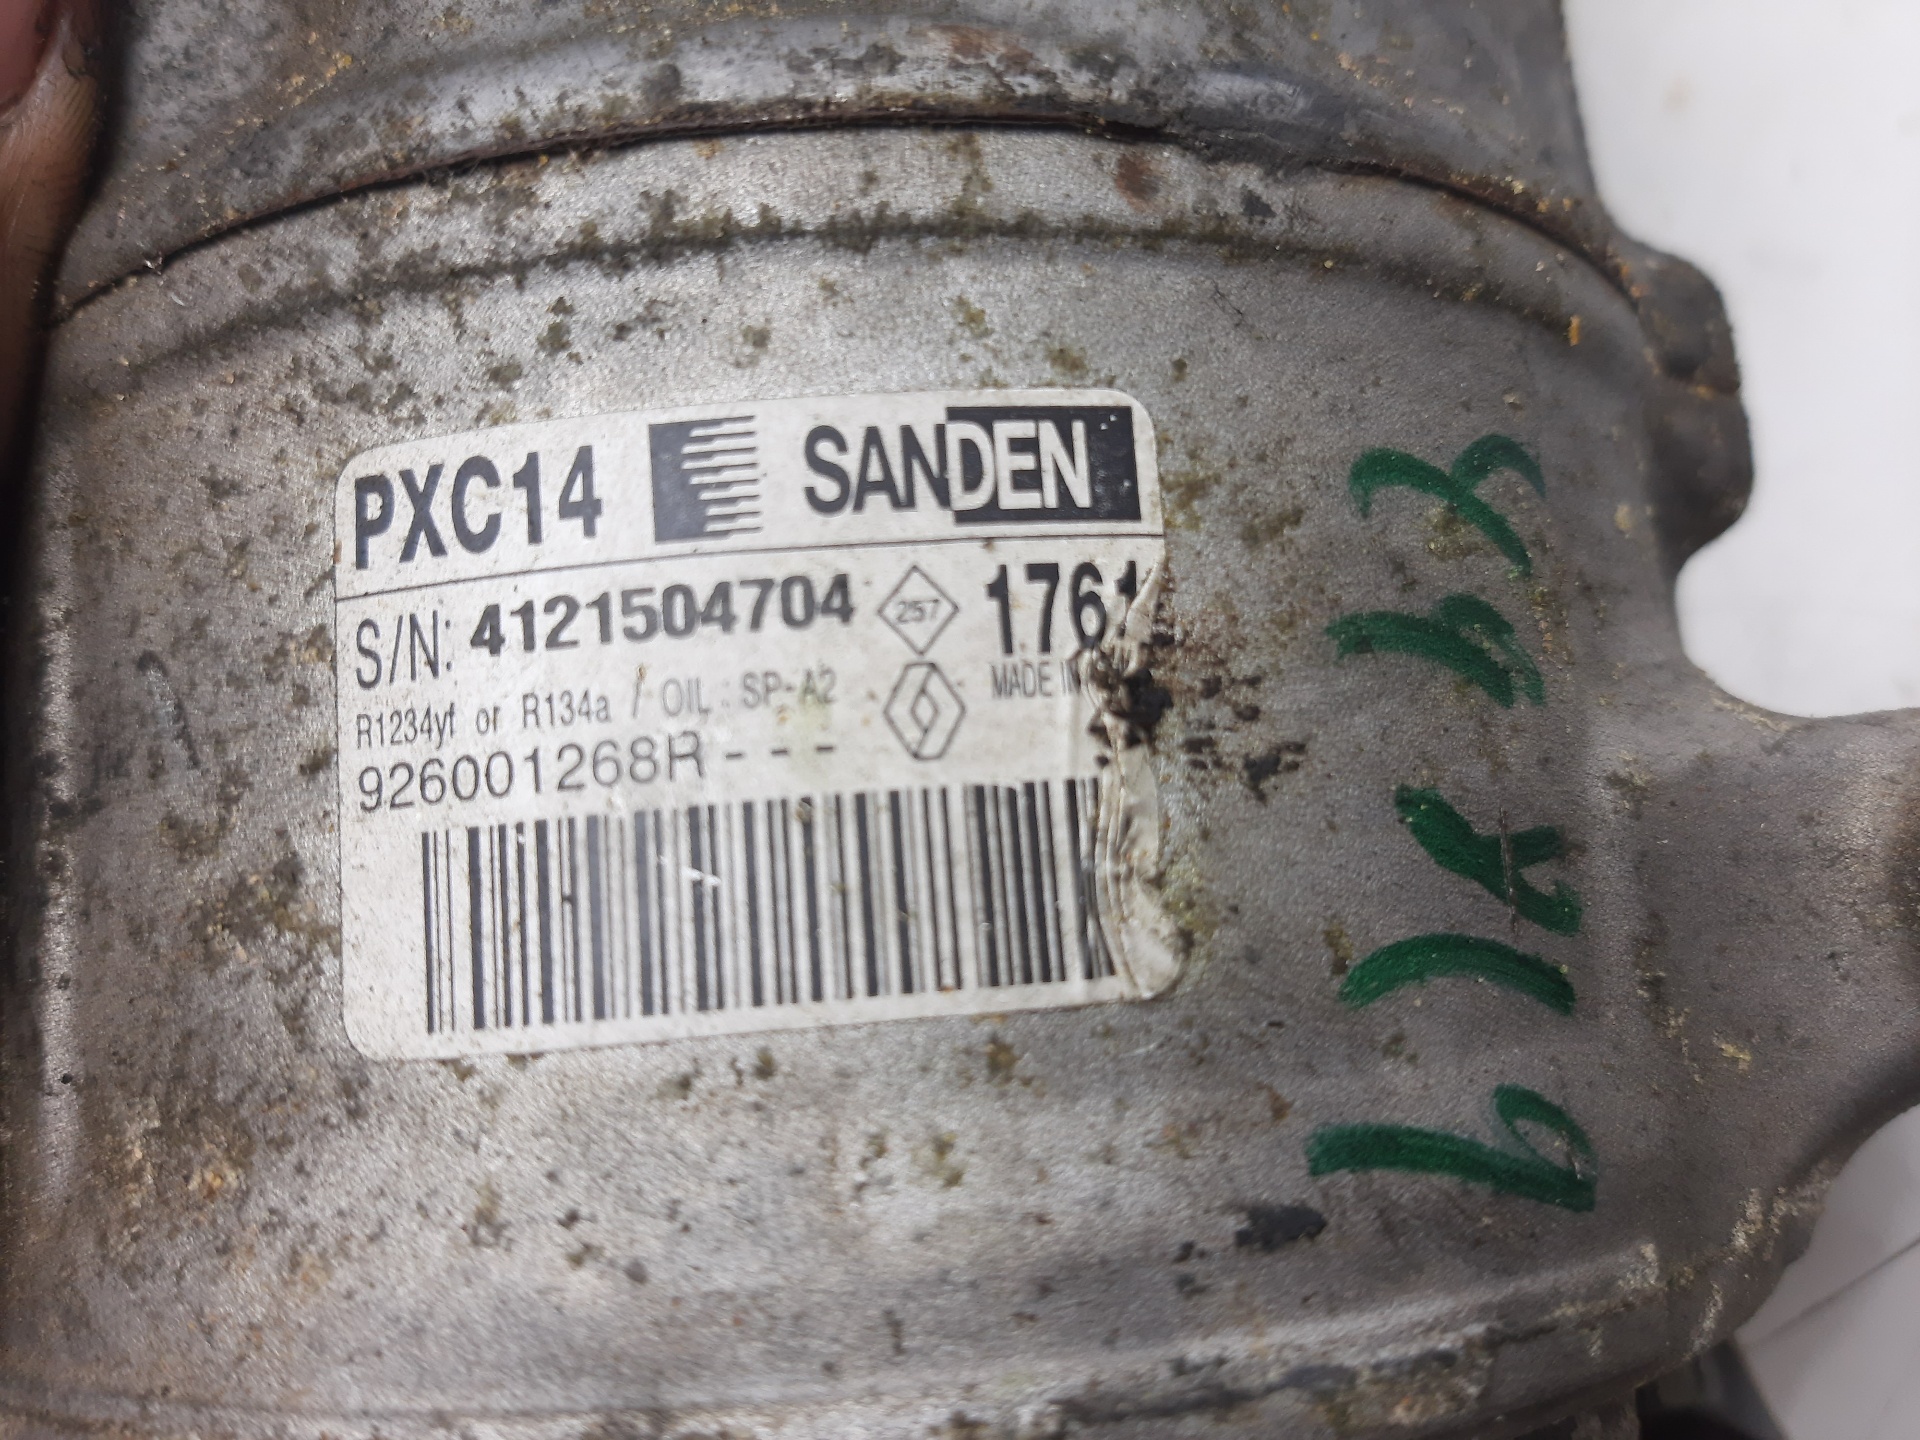 PXC14 SANDEN
S/N: 4121504704 257 1761
R1234yf or R134a / OIL : SP-A2 MADE IN
926001268R - - -